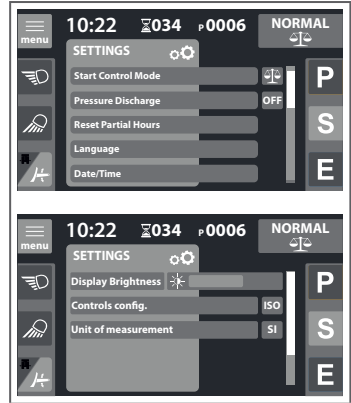 10:22 034 P0006 NORMAL
menu
SETTINGS
Start Control Mode
P
Pressure Discharge OFF
Reset Partial Hours
S
Language
Date/Time
E
10:22 034 P0006 NORMAL
menu
SETTINGS
Display Brightness
P
Controls config. ISO
Unit of measurement SI
S
E